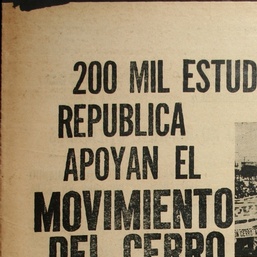 200 MIL ESTUD
REPUBLICA
APOYAN EL
MOVIMIENTO
DEL CERRO